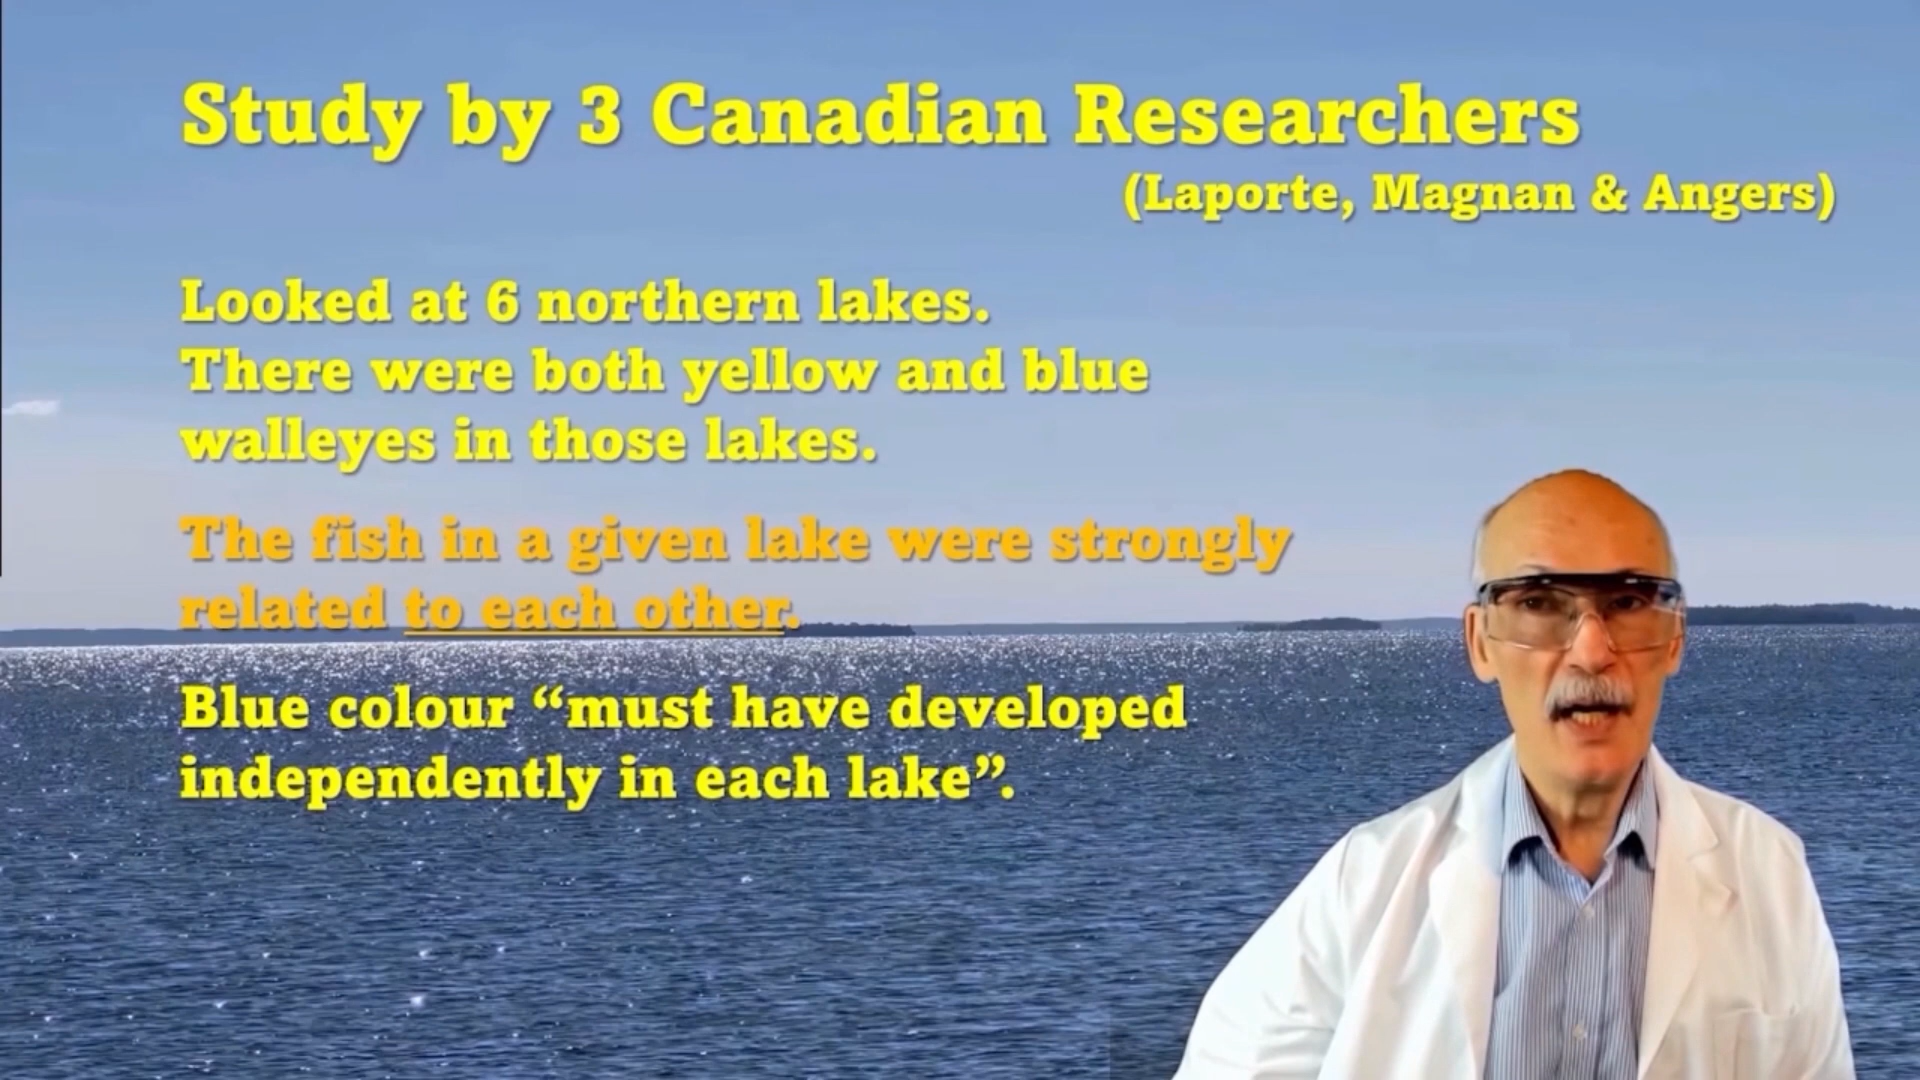 Study by 3 Canadian Researchers
(Laporte, Magnan & Angers)
Looked at 6 northern lakes.
There were both yellow and blue
walleyes in those lakes.
The fish in a given lake were strongly
related to each other.
Blue colour “must have developed
independently in each lake”.